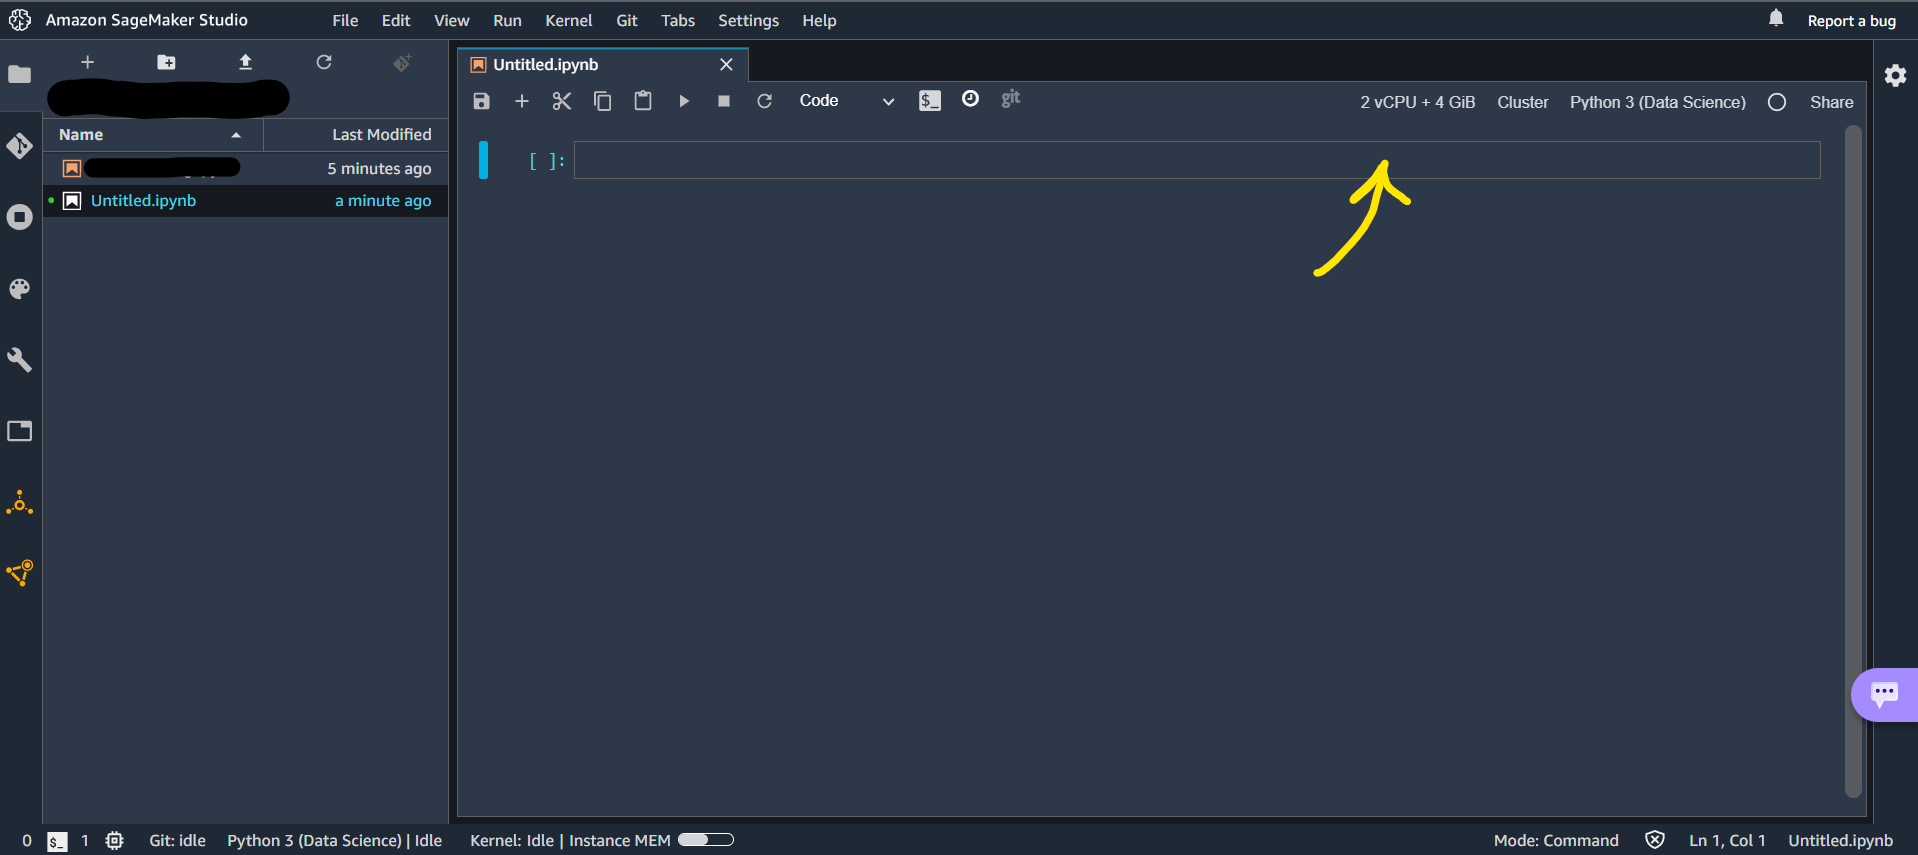 Amazon SageMaker Studio File Edit View Run Kernel Git Tabs Settings Help Report a bug
Untitled.ipynb
Code $_ git 2 vCPU + 4 GiB Cluster Python 3 (Data Science) Share
Name Last Modified
[ ]:
5 minutes ago
Untitled.ipynb a minute ago
0 $_ 1 Git: idle Python 3 (Data Science) | Idle Kernel: Idle | Instance MEM Mode: Command Ln 1, Col 1 Untitled.ipynb